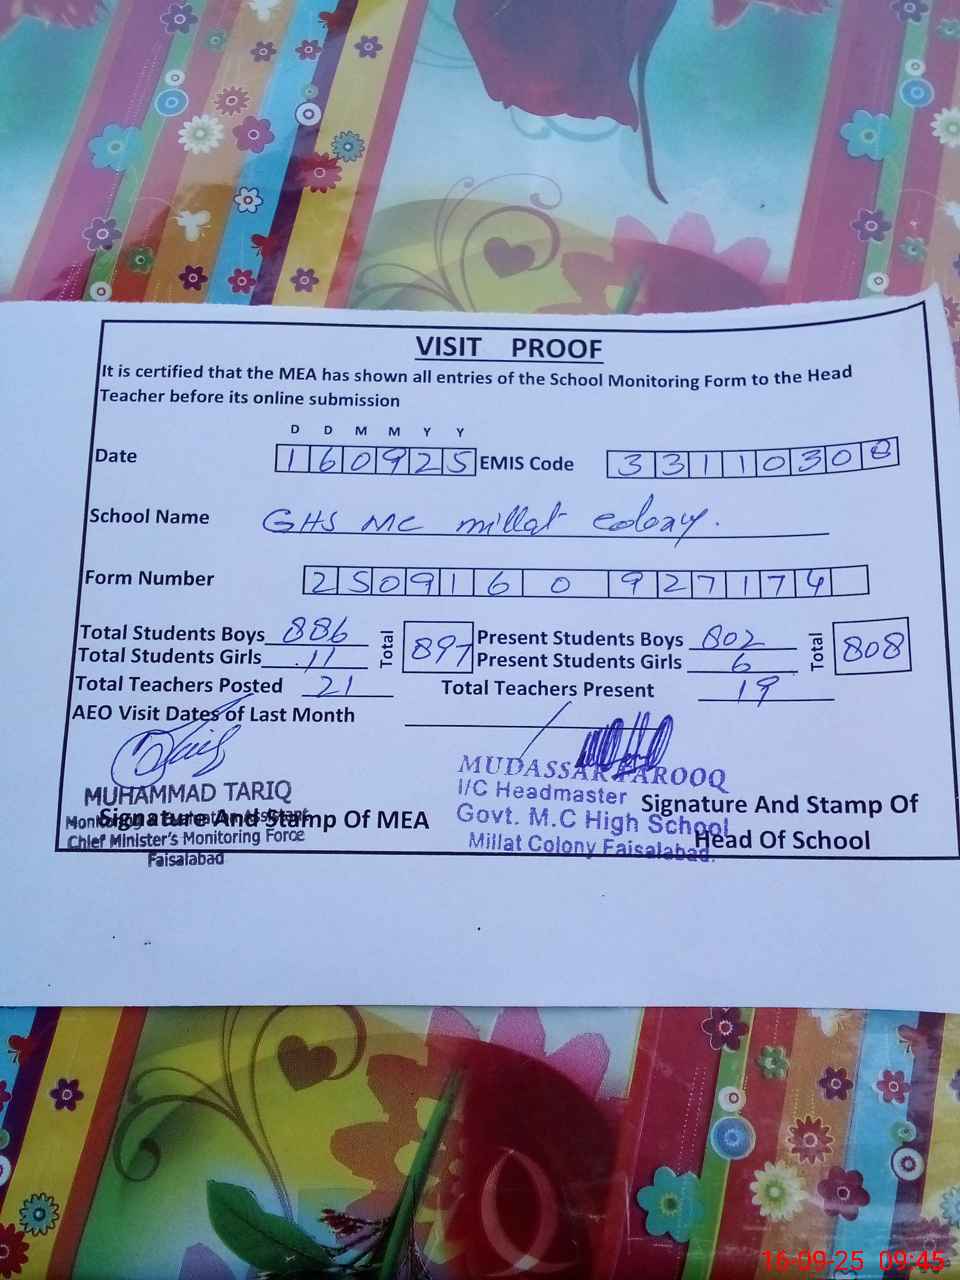 VISIT PROOF
It is certified that the MEA has shown all entries of the School Monitoring Form to the Head
Teacher before its online submission
D D M M Y Y
Date 160925 EMIS Code 33110308
School Name GHS MC millat colony.
Form Number 2509160927174
Total Students Boys 886 Total 897 Present Students Boys 802 Total 808
Total Students Girls 11 Present Students Girls 6
Total Teachers Posted 21 Total Teachers Present 19
AEO Visit Dates of Last Month
MUHAMMAD TARIQ
Monitoring & Evaluation Assistant
Chief Minister's Monitoring Force
Faisalabad
Signature And Stamp Of MEA
MUDASSAR FAROOQ
I/C Headmaster
Govt. M.C High School
Millat Colony Faisalabad.
Signature And Stamp Of
Head Of School
16-09-25 09:45